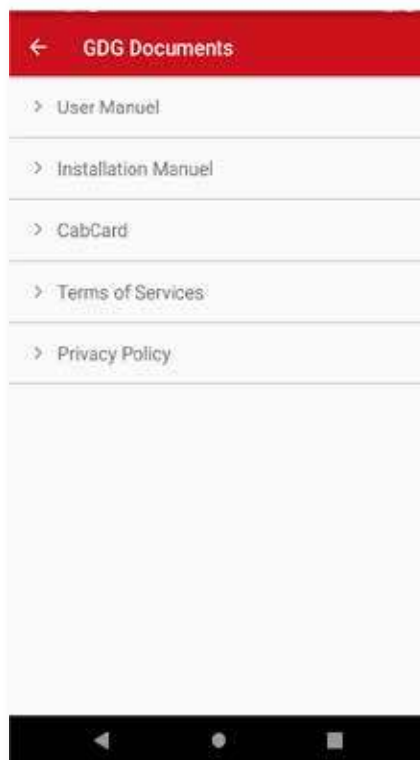 GDG Documents
User Manuel
Installation Manuel
CabCard
Terms of Services
Privacy Policy